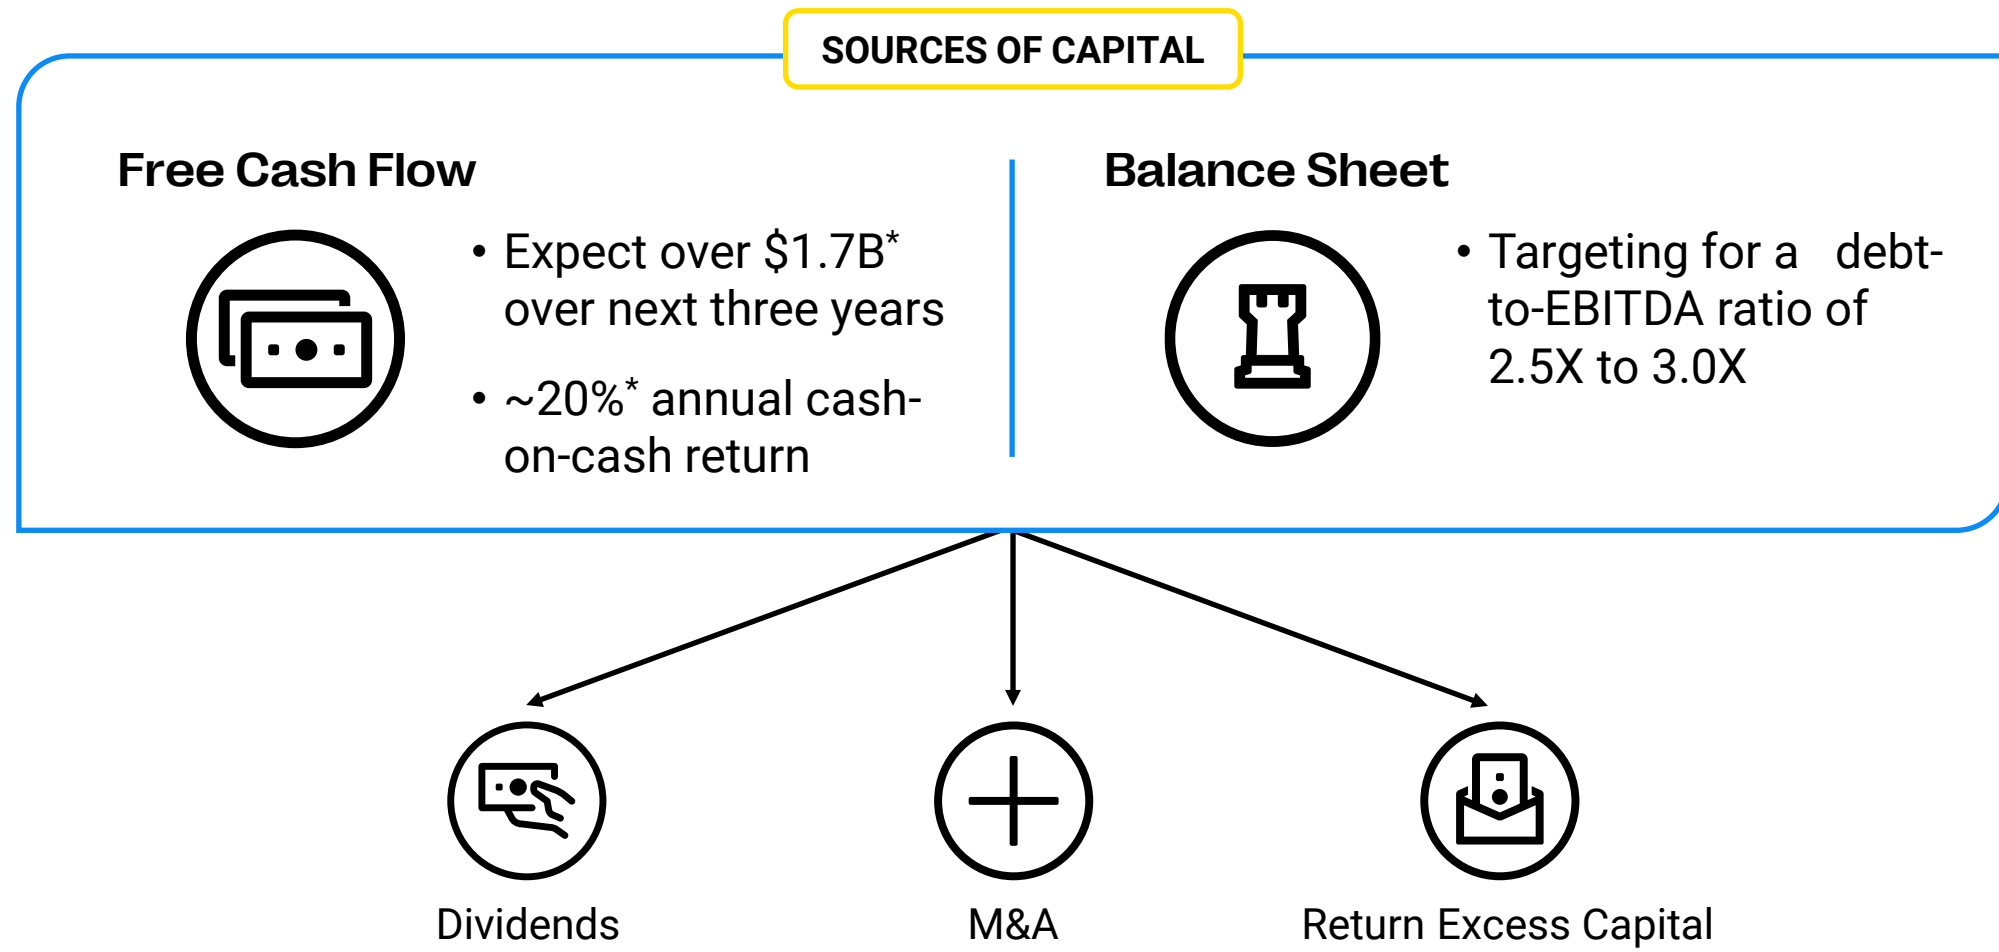 SOURCES OF CAPITAL
Free Cash Flow
• Expect over $1.7B*
over next three years
• ~20%* annual cash-
on-cash return
Balance Sheet
• Targeting for a debt-
to-EBITDA ratio of
2.5X to 3.0X
Dividends
M&A
Return Excess Capital